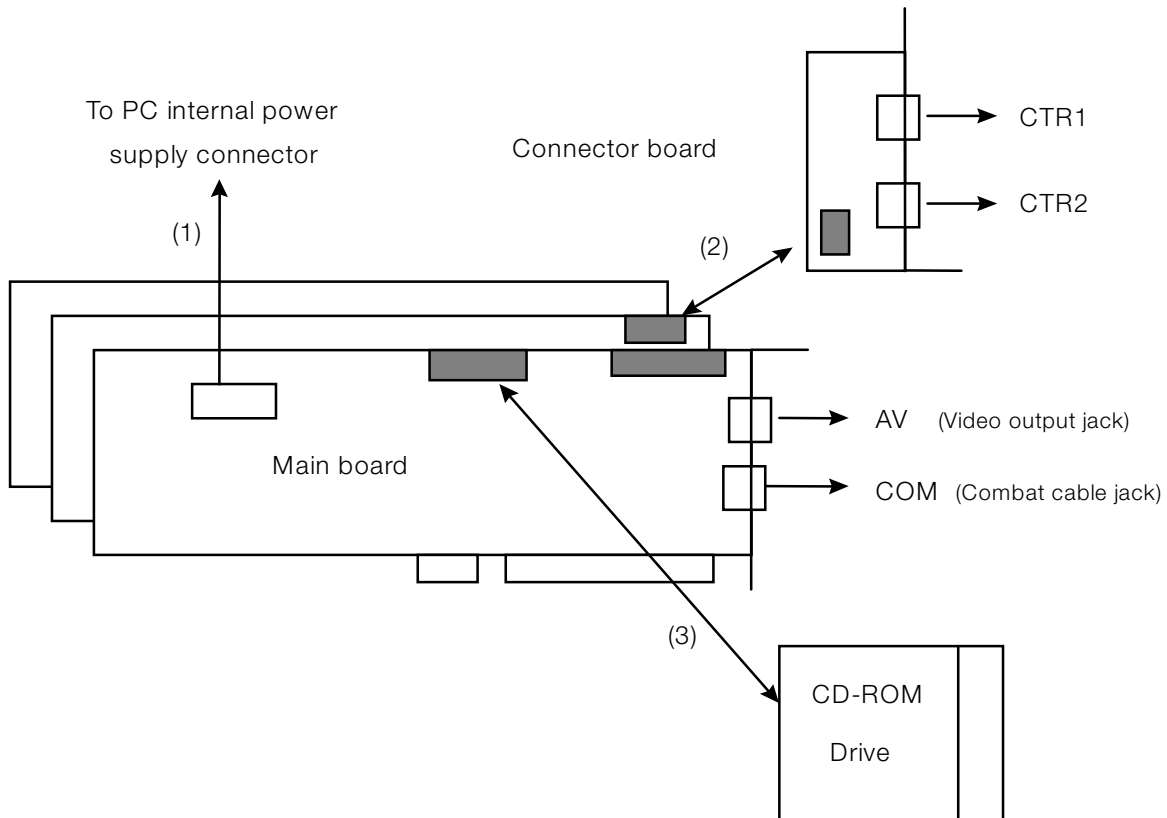 To PC internal power
supply connector
Connector board
CTR1
CTR2
(1)
(2)
AV (Video output jack)
Main board
COM (Combat cable jack)
(3)
CD-ROM
Drive